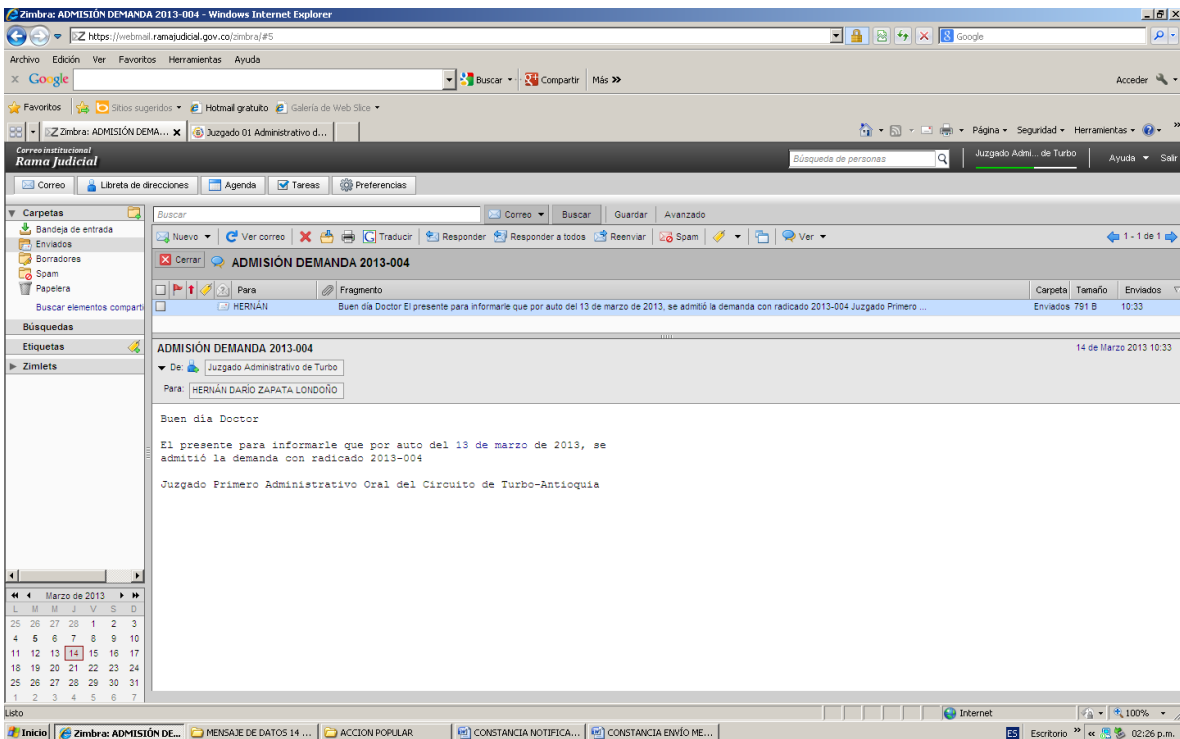 Zimbra: ADMISIÓN DEMANDA 2013-004 - Windows Internet Explorer
https://webmail.ramajudicial.gov.co/zimbra/#5
Google
Archivo Edición Ver Favoritos Herramientas Ayuda
x Google Buscar Compartir Más >> Acceder
Favoritos Sitios sugeridos Hotmail gratuito Galería de Web Slice
Zimbra: ADMISIÓN DEMA... Juzgado 01 Administrativo d... Página Seguridad Herramientas
Correo institucional
Rama Judicial
Búsqueda de personas Juzgado Admi... de Turbo Ayuda Salir
Correo Libreta de direcciones Agenda Tareas Preferencias
Carpetas
Bandeja de entrada
Enviados
Borradores
Spam
Papelera
Buscar elementos comparti
Búsquedas
Etiquetas
Zimlets
Buscar Correo Buscar Guardar Avanzado
Nuevo Ver correo Traducir Responder Responder a todos Reenviar Spam Ver 1 - 1 de 1
Cerrar ADMISIÓN DEMANDA 2013-004
Para Fragmento Carpeta Tamaño Enviados
HERNÁN Buen día Doctor El presente para informarle que por auto del 13 de marzo de 2013, se admitió la demanda con radicado 2013-004 Juzgado Primero ... Enviados 791 B 10:33
ADMISIÓN DEMANDA 2013-004 14 de Marzo 2013 10:33
De: Juzgado Administrativo de Turbo
Para: HERNÁN DARÍO ZAPATA LONDOÑO
Buen día Doctor
El presente para informarle que por auto del 13 de marzo de 2013, se
admitió la demanda con radicado 2013-004
Juzgado Primero Administrativo Oral del Circuito de Turbo-Antioquia
Marzo de 2013
L M M J V S D
25 26 27 28 1 2 3
4 5 6 7 8 9 10
11 12 13 14 15 16 17
18 19 20 21 22 23 24
25 26 27 28 29 30 31
1 2 3 4 5 6 7
Listo Internet 100%
Inicio Zimbra: ADMISIÓN DE... MENSAJE DE DATOS 14 ... ACCION POPULAR CONSTANCIA NOTIFICA... CONSTANCIA ENVÍO ME... ES Escritorio >> << 02:26 p.m.